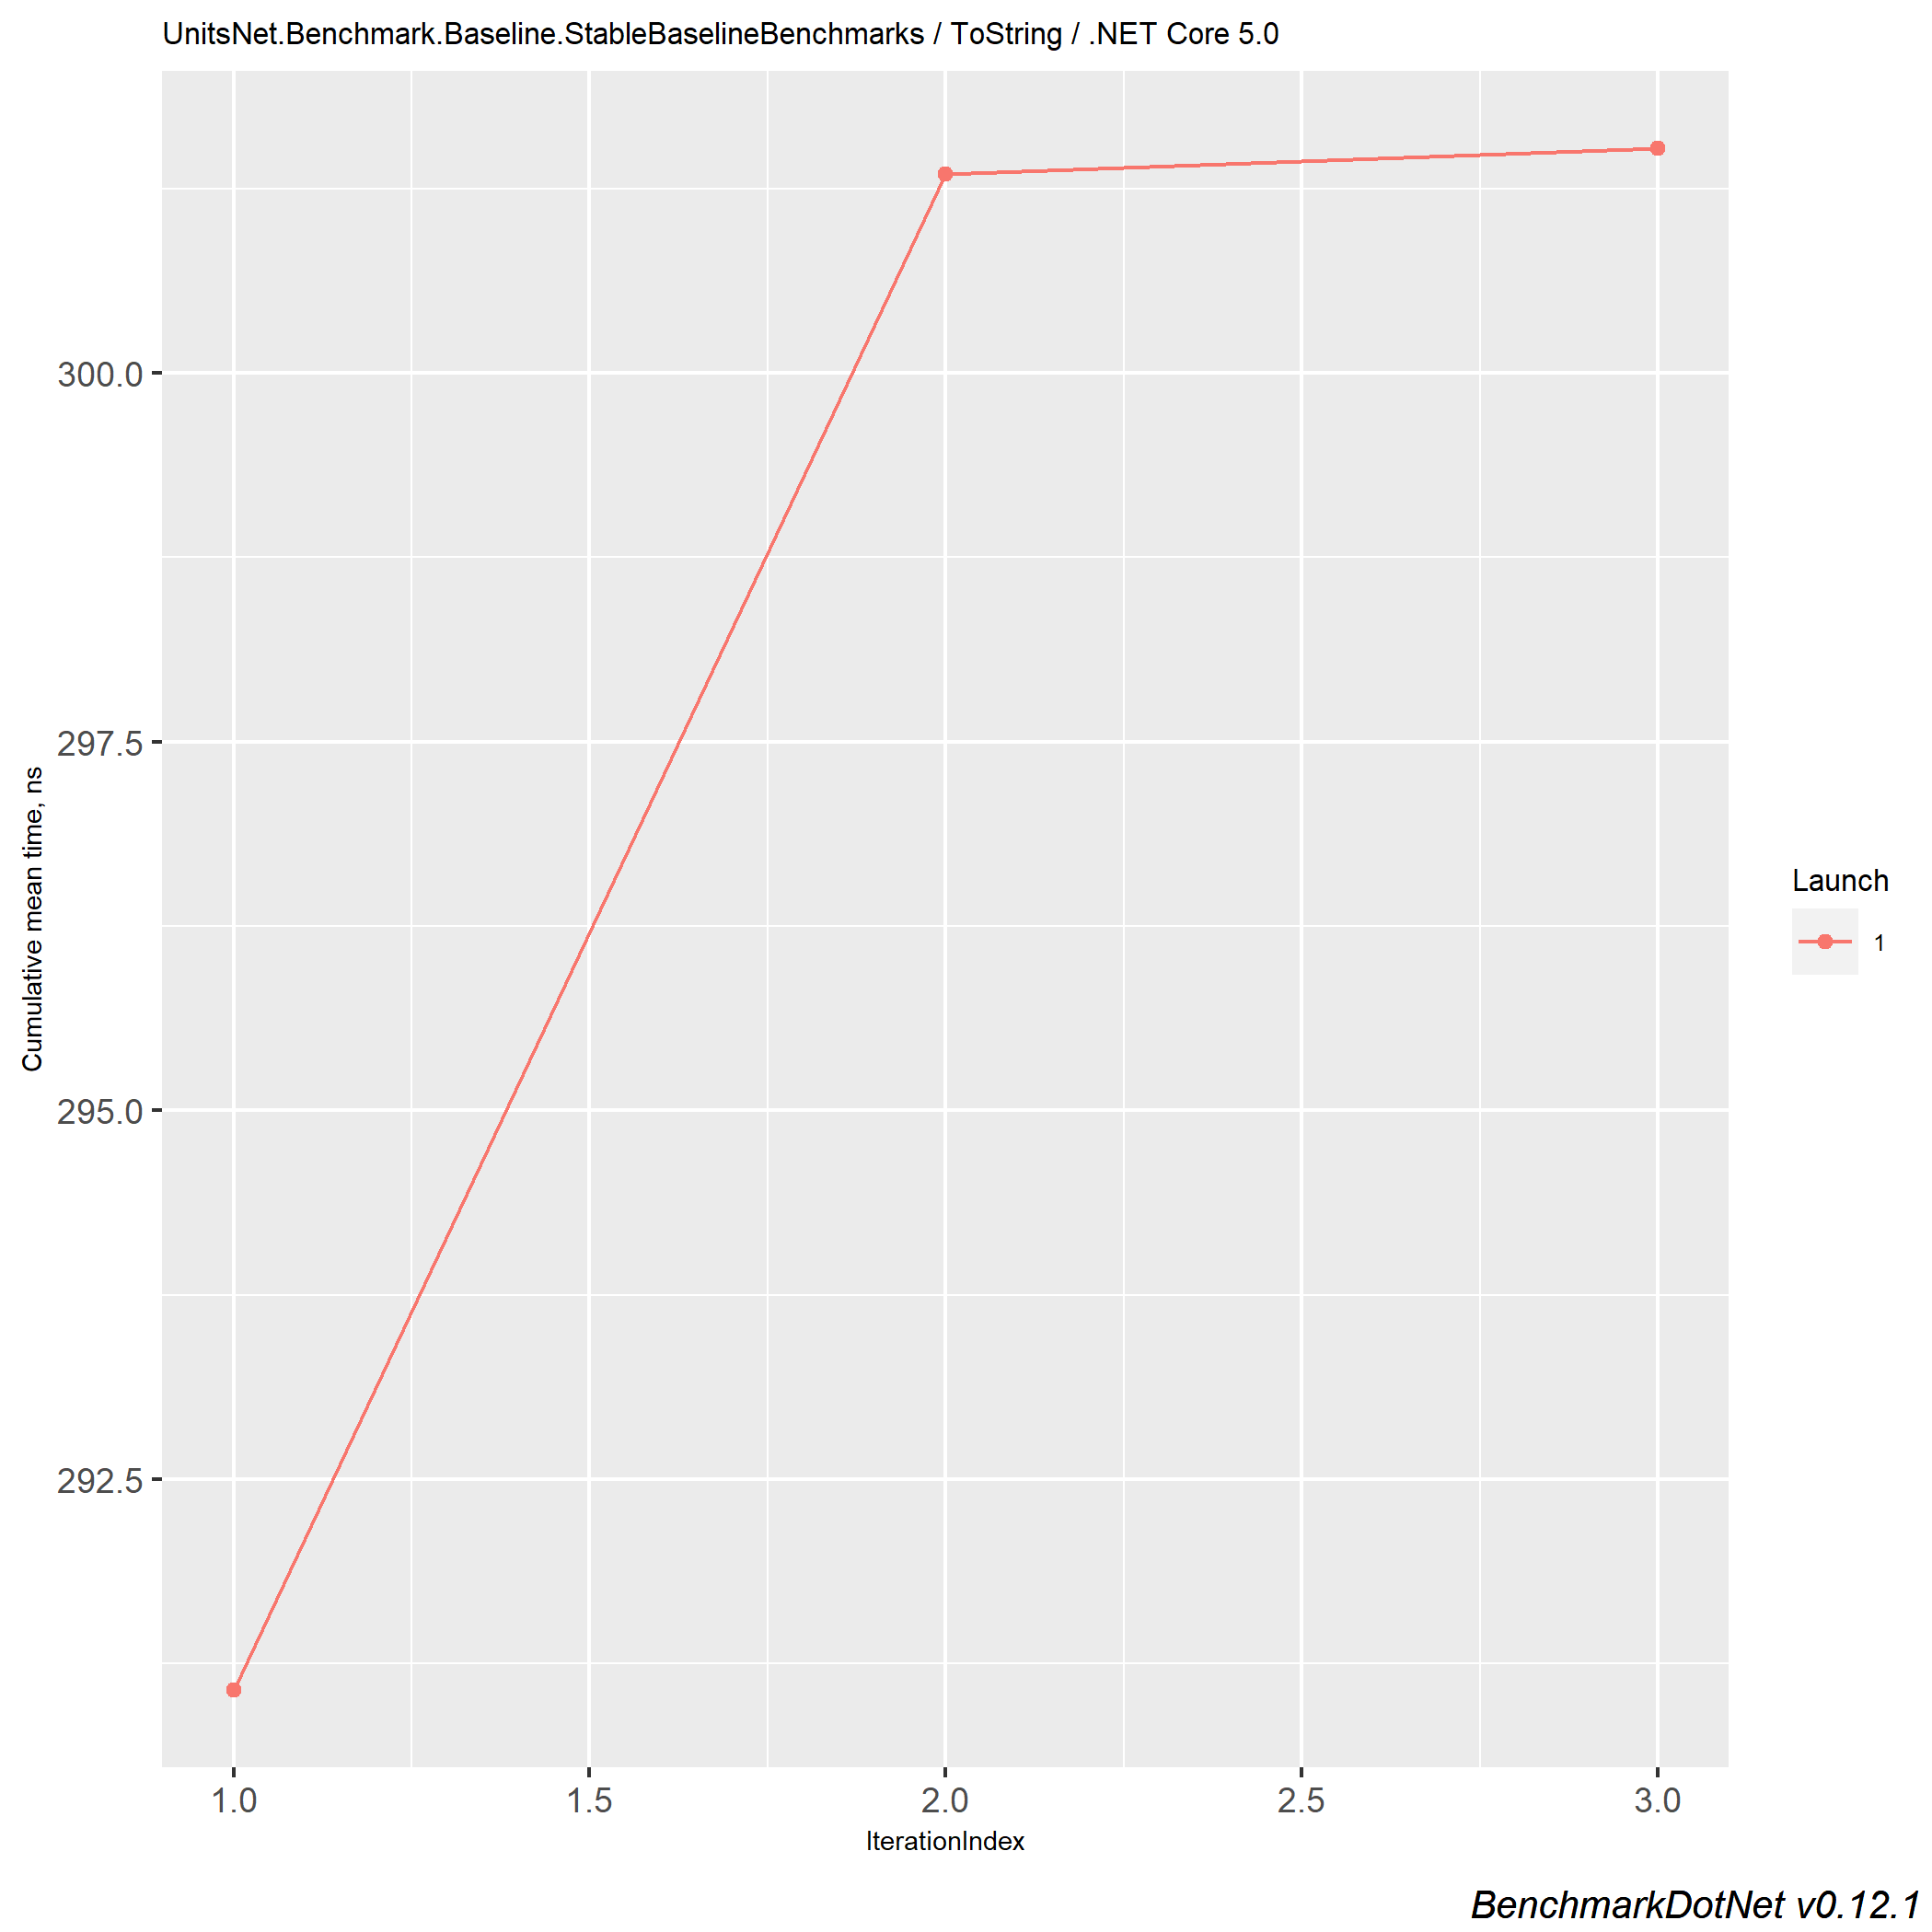 UnitsNet.Benchmark.Baseline.StableBaselineBenchmarks / ToString / .NET Core 5.0
300.0
297.5
295.0
292.5
Cumulative mean time, ns
1.0 1.5 2.0 2.5 3.0
IterationIndex
Launch
1
BenchmarkDotNet v0.12.1